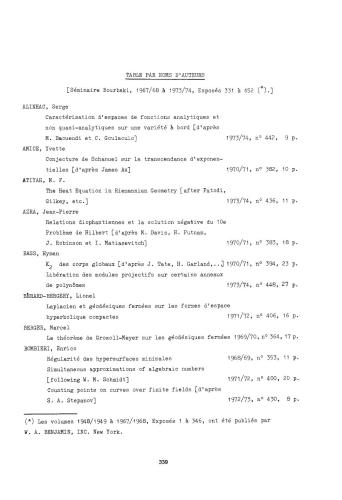 TABLE PAR NOMS D'AUTEURS
[Séminaire Bourbaki, 1967/68 à 1973/74, Exposés 331 à 452 (*).]
ALINHAC, Serge
Caractérisation d'espaces de fonctions analytiques et
non quasi-analytiques sur une variété à bord [d'après
M. Baouendi et C. Goulaouic] 1973/74, n° 442, 9 p.
AMICE, Yvette
Conjecture de Schanuel sur la transcendance d'exponen-
tielles [d'après James Ax] 1970/71, n° 382, 10 p.
ATIYAH, M. F.
The Heat Equation in Riemannian Geometry [after Patodi,
Gilkey, etc.] 1973/74, n° 436, 11 p.
AZRA, Jean-Pierre
Relations diophantiennes et la solution négative du 10e
Problème de Hilbert [d'après M. Davis, H. Putnam,
J. Robinson et I. Matiasevitch] 1970/71, n° 383, 18 p.
BASS, Hyman
K2 des corps globaux [d'après J. Tate, H. Garland,...] 1970/71, n° 394, 23 p.
Libération des modules projectifs sur certains anneaux
de polynômes 1973/74, n° 448, 27 p.
BÉRARD-BERGERY, Lionel
Laplacien et géodésiques fermées sur les formes d'espace
hyperbolique compactes 1971/72, n° 406, 16 p.
BERGER, Marcel
Le théorème de Gromoll-Meyer sur les géodésiques fermées 1969/70, n° 364, 17 p.
BOMBIERI, Enrico
Régularité des hypersurfaces minimales 1968/69, n° 353, 11 p.
Simultaneous approximations of algebraic numbers
[following W. M. Schmidt] 1971/72, n° 400, 20 p.
Counting points on curves over finite fields [d'après
S. A. Stepanov] 1972/73, n° 430, 8 p.
(*) Les volumes 1948/1949 à 1967/1968, Exposés 1 à 346, ont été publiés par
W. A. BENJAMIN, INC. New York.
339